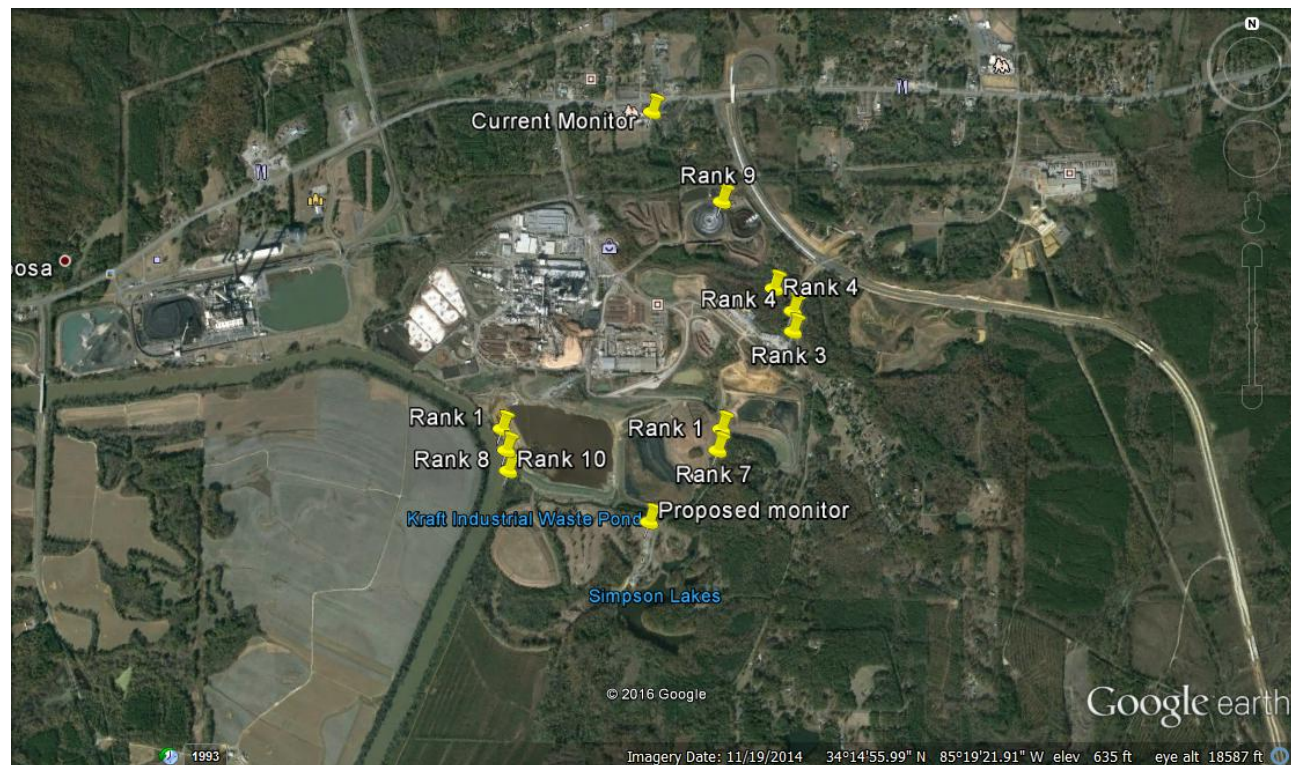 N
Current Monitor
Rank 9
osa
Rank 4
Rank 4
Rank 3
Rank 1
Rank 1
Rank 8
Rank 10
Rank 7
Proposed monitor
Kraft Industrial Waste Pond
Simpson Lakes
© 2016 Google
Google earth
1993
Imagery Date: 11/19/2014 34°14'55.99" N 85°19'21.91" W elev 635 ft eye alt 18587 ft